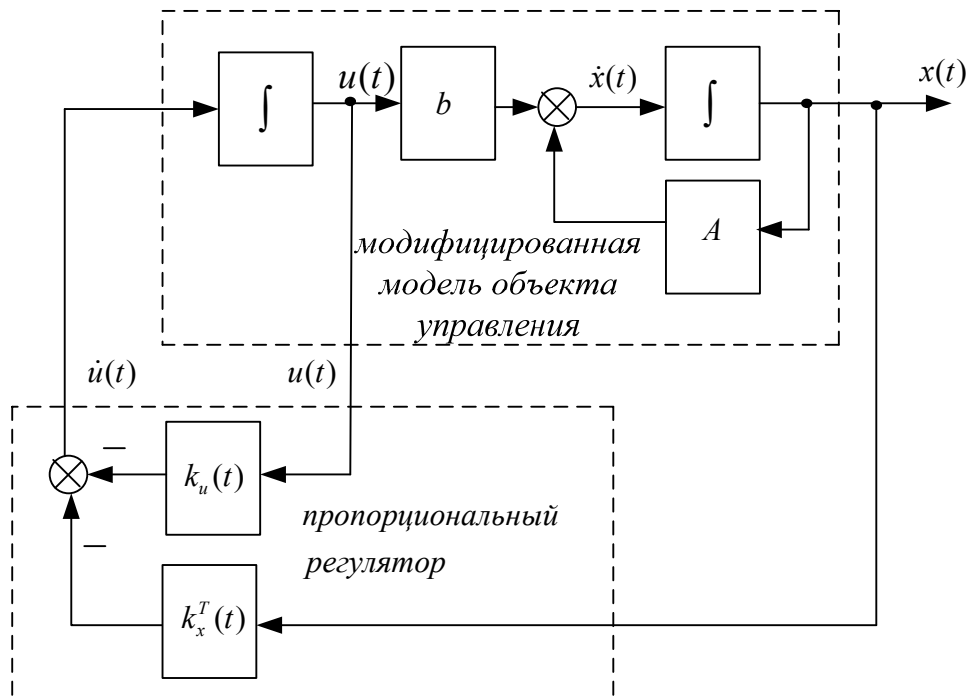 ∫
u(t)
b
ẋ(t)
∫
x(t)
A
модифицированная
модель объекта
управления
u̇(t)
u(t)
−
k_u(t)
−
пропорциональный
регулятор
k_x^T(t)